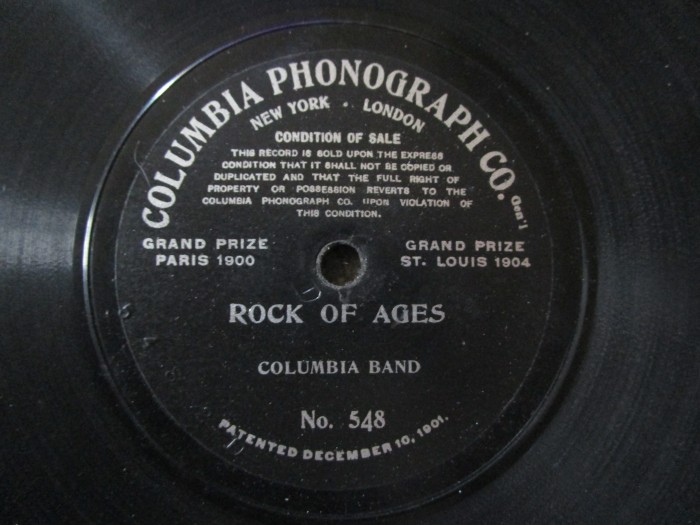 COLUMBIA PHONOGRAPH CO. Gen'l
NEW YORK . LONDON
CONDITION OF SALE
THIS RECORD IS SOLD UPON THE EXPRESS
CONDITION THAT IT SHALL NOT BE COPIED OR
DUPLICATED AND THAT THE FULL RIGHT OF
PROPERTY OR POSSESSION REVERTS TO THE
COLUMBIA PHONOGRAPH CO. UPON VIOLATION OF
THIS CONDITION.
GRAND PRIZE
PARIS 1900
GRAND PRIZE
ST. LOUIS 1904
ROCK OF AGES
COLUMBIA BAND
No. 548
PATENTED DECEMBER 10, 1901.